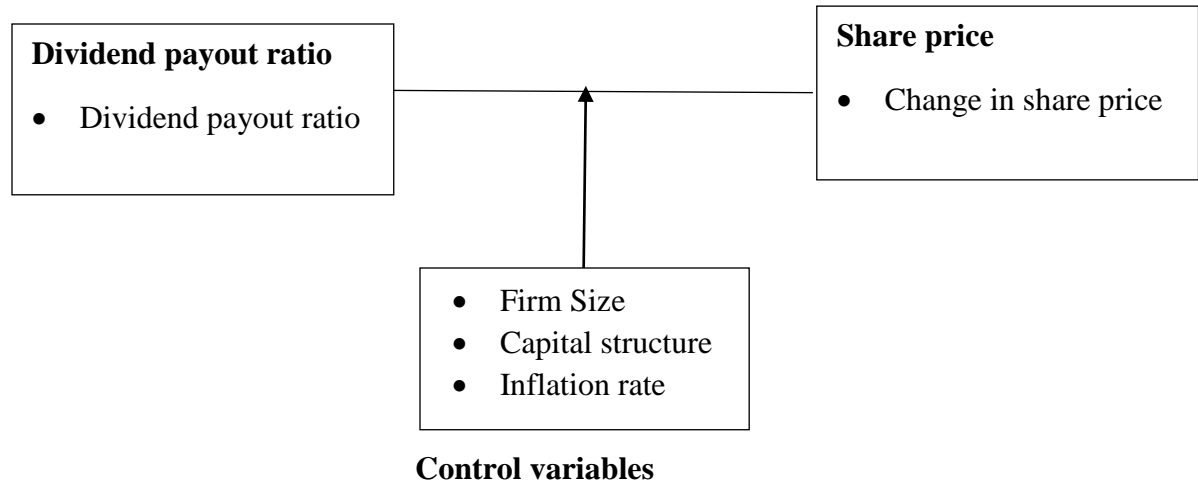 Dividend payout ratio
• Dividend payout ratio
Share price
• Change in share price
• Firm Size
• Capital structure
• Inflation rate
Control variables